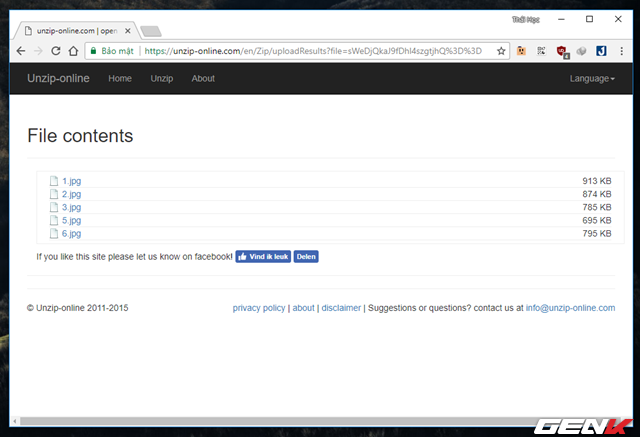 Thái Học
unzip-online.com | open
Bảo mật | https://unzip-online.com/en/Zip/uploadResults?file=sWeDjQkaJ9fDhl4szgtjhQ%3D%3D
4
Unzip-online Home Unzip About Language
File contents
1.jpg 913 KB
2.jpg 874 KB
3.jpg 785 KB
5.jpg 695 KB
6.jpg 795 KB
If you like this site please let us know on facebook! Vind ik leuk Delen
© Unzip-online 2011-2015 privacy policy | about | disclaimer | Suggestions or questions? contact us at info@unzip-online.com
GENK